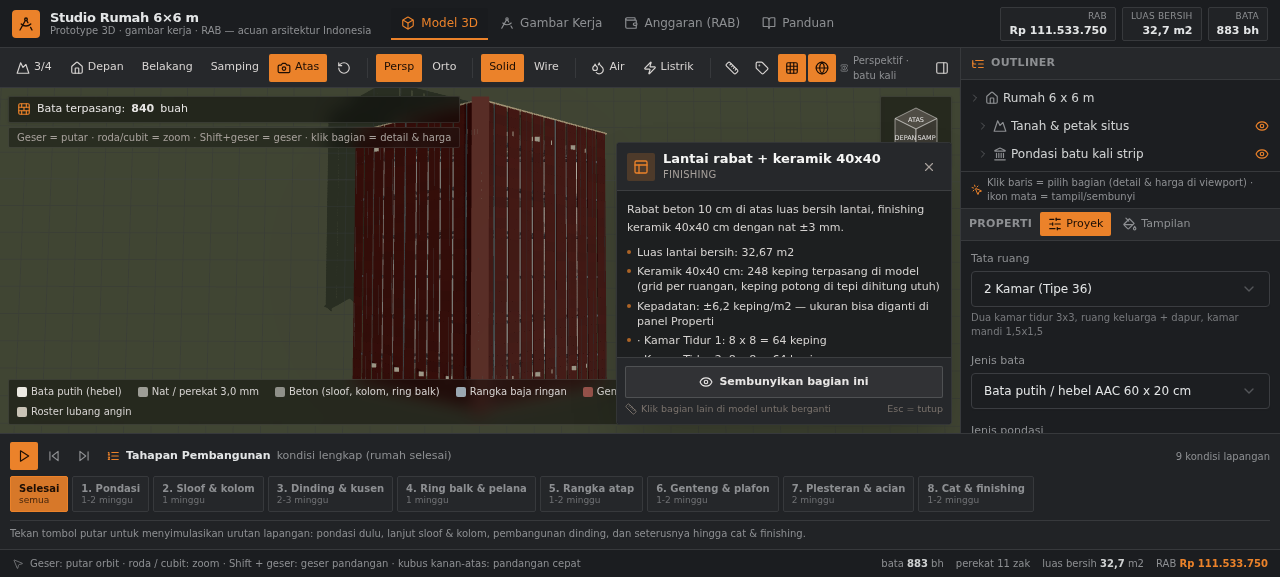 Studio Rumah 6×6 m
Prototype 3D · gambar kerja · RAB — acuan arsitektur Indonesia
Model 3D
Gambar Kerja
Anggaran (RAB)
Panduan
RAB
Rp 111.533.750
LUAS BERSIH
32,7 m2
BATA
883 bh
3/4
Depan
Belakang
Samping
Atas
Persp
Orto
Solid
Wire
Air
Listrik
Perspektif ·
batu kali
Bata terpasang: 840 buah
Geser = putar · roda/cubit = zoom · Shift+geser = geser · klik bagian = detail & harga
ATAS
DEPAN
SAMP
Lantai rabat + keramik 40x40
FINISHING
Rabat beton 10 cm di atas luas bersih lantai, finishing
keramik 40x40 cm dengan nat ±3 mm.
• Luas lantai bersih: 32,67 m2
• Keramik 40x40 cm: 248 keping terpasang di model
(grid per ruangan, keping potong di tepi dihitung utuh)
• Kepadatan: ±6,2 keping/m2 — ukuran bisa diganti di
panel Properti
• · Kamar Tidur 1: 8 x 8 = 64 keping
Sembunyikan bagian ini
Klik bagian lain di model untuk berganti
Esc = tutup
Bata putih (hebel)
Nat / perekat 3,0 mm
Beton (sloof, kolom, ring balk)
Rangka baja ringan
Gen
Roster lubang angin
OUTLINER
Rumah 6 x 6 m
Tanah & petak situs
Pondasi batu kali strip
Klik baris = pilih bagian (detail & harga di viewport) ·
ikon mata = tampil/sembunyi
PROPERTI
Proyek
Tampilan
Tata ruang
2 Kamar (Tipe 36)
Dua kamar tidur 3x3, ruang keluarga + dapur, kamar
mandi 1,5x1,5
Jenis bata
Bata putih / hebel AAC 60 x 20 cm
Jenis pondasi
Tahapan Pembangunan kondisi lengkap (rumah selesai)
9 kondisi lapangan
Selesai
semua
1. Pondasi
1-2 minggu
2. Sloof & kolom
1 minggu
3. Dinding & kusen
2-3 minggu
4. Ring balk & pelana
1 minggu
5. Rangka atap
1-2 minggu
6. Genteng & plafon
1-2 minggu
7. Plesteran & acian
2 minggu
8. Cat & finishing
1-2 minggu
Tekan tombol putar untuk menyimulasikan urutan lapangan: pondasi dulu, lanjut sloof & kolom, pembangunan dinding, dan seterusnya hingga cat & finishing.
Geser: putar orbit · roda / cubit: zoom · Shift + geser: geser pandangan · kubus kanan-atas: pandangan cepat
bata 883 bh
perekat 11 zak
luas bersih 32,7 m2
RAB Rp 111.533.750